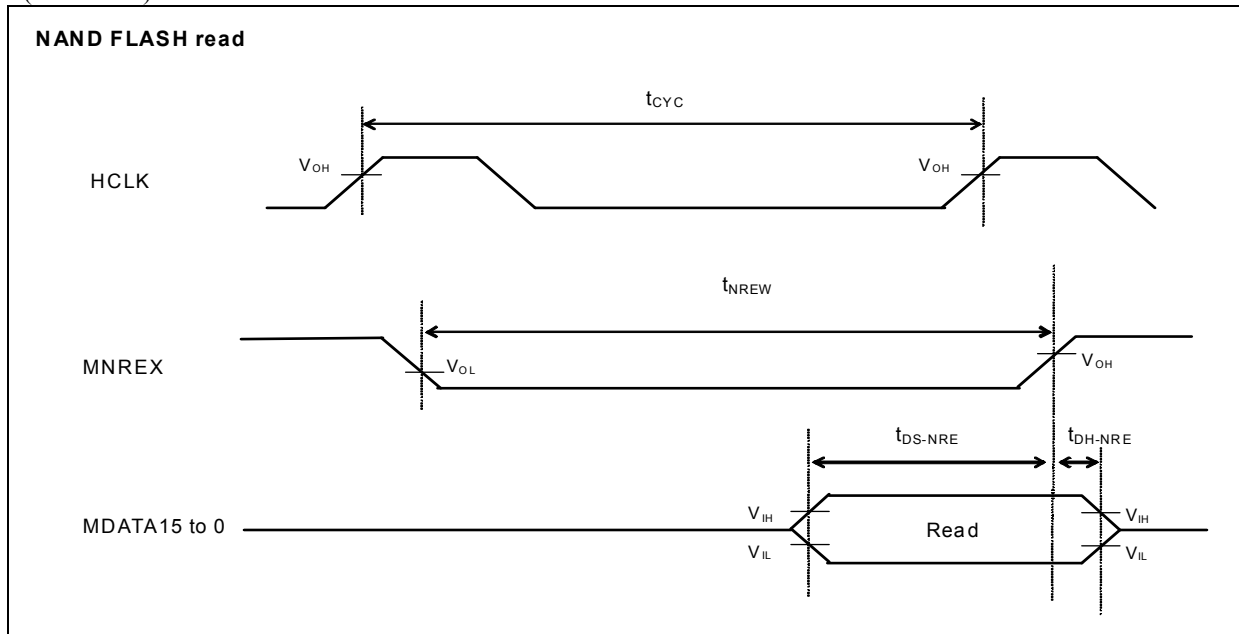 NAND FLASH read
tCYC
VOH
VOH
HCLK
tNREW
MNREX
VOL
VOH
tDS-NRE
tDH-NRE
VIH
VIH
MDATA15 to 0
Read
VIL
VIL